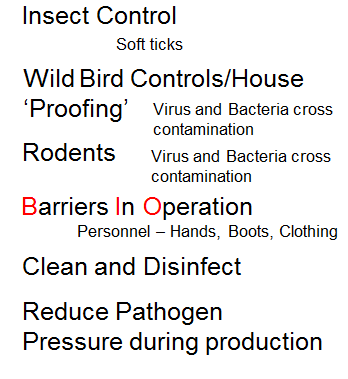 Insect Control
Soft ticks
Wild Bird Controls/House
‘Proofing’ Virus and Bacteria cross
contamination
Rodents Virus and Bacteria cross
contamination
Barriers In Operation
Personnel – Hands, Boots, Clothing
Clean and Disinfect
Reduce Pathogen
Pressure during production